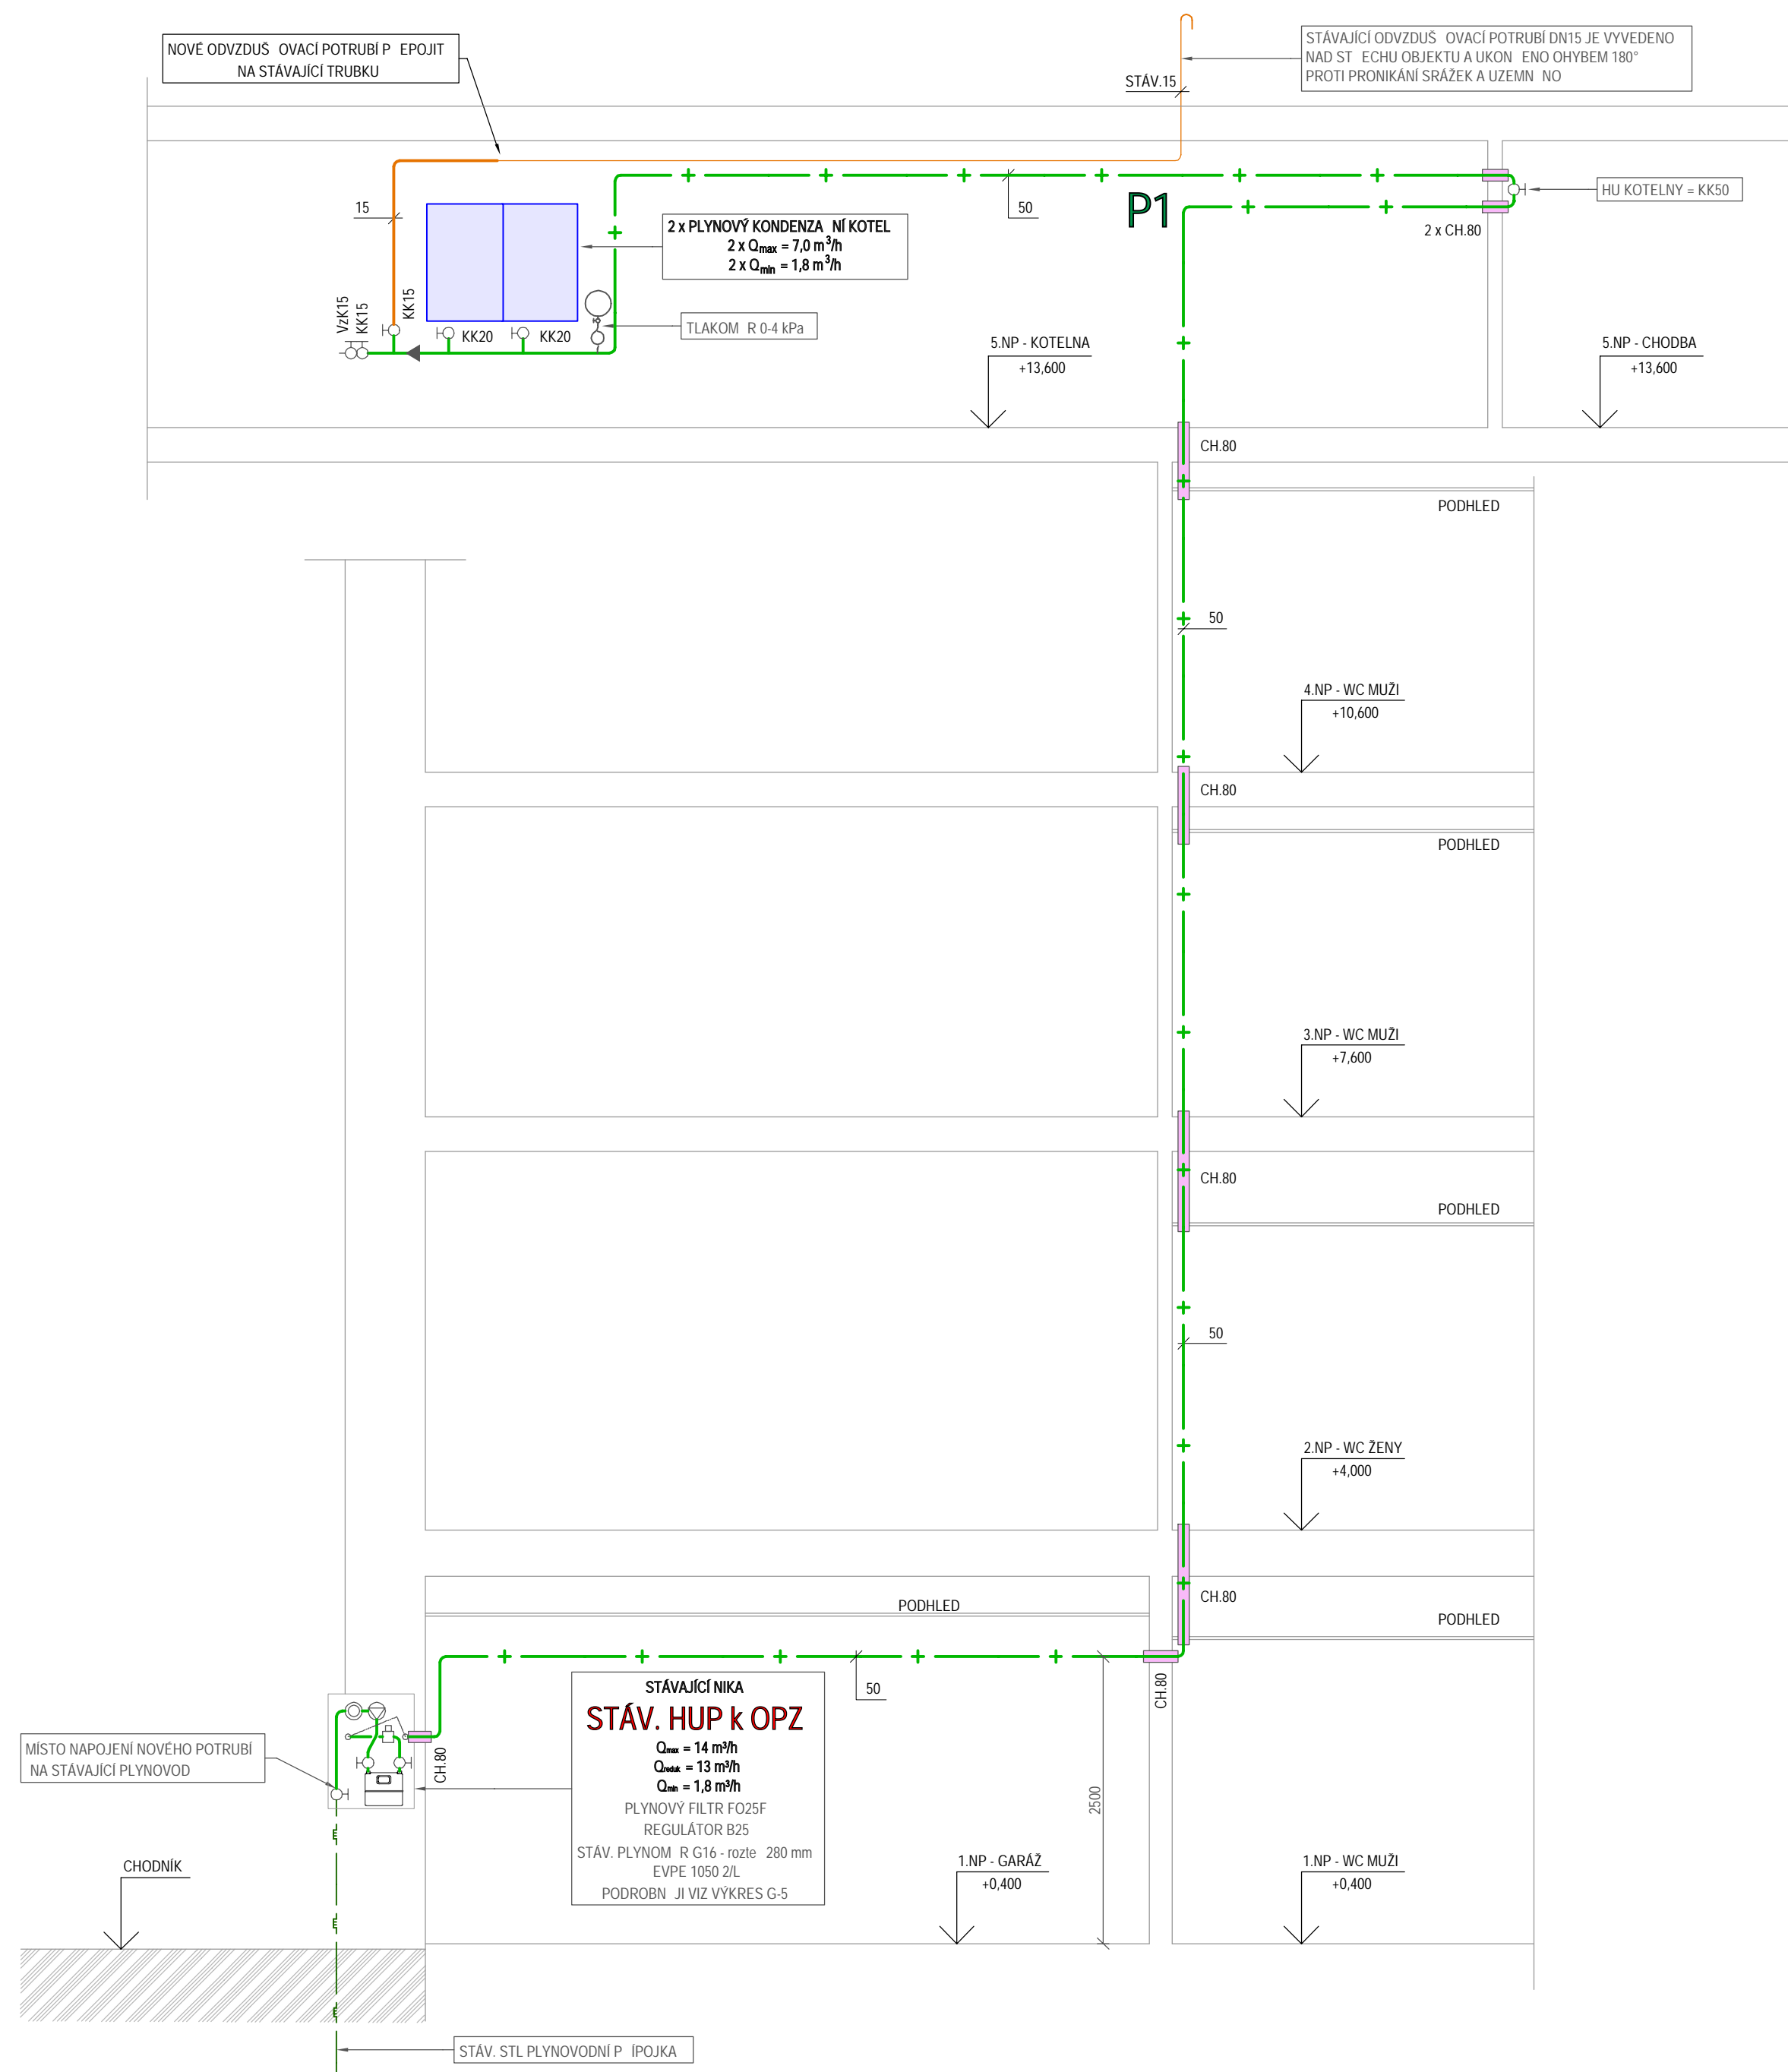 NOVÉ ODVZDUŠ OVACÍ POTRUBÍ P EPOJIT
NA STÁVAJÍCÍ TRUBKU
STÁVAJÍCÍ ODVZDUŠ OVACÍ POTRUBÍ DN15 JE VYVEDENO
NAD ST ECHU OBJEKTU A UKON ENO OHYBEM 180°
PROTI PRONIKÁNÍ SRÁŽEK A UZEMN NO
STÁV.15
HU KOTELNY = KK50
15
50
P1
2 x PLYNOVÝ KONDENZA NÍ KOTEL
2 x Qmax = 7,0 m³/h
2 x Qmin = 1,8 m³/h
2 x CH.80
VzK15
KK15
KK15
KK20
KK20
TLAKOM R 0-4 kPa
5.NP - KOTELNA
+13,600
5.NP - CHODBA
+13,600
CH.80
PODHLED
50
4.NP - WC MUŽI
+10,600
CH.80
PODHLED
3.NP - WC MUŽI
+7,600
CH.80
PODHLED
50
2.NP - WC ŽENY
+4,000
CH.80
PODHLED
PODHLED
50
CH.80
CH.80
STÁVAJÍCÍ NIKA
STÁV. HUP k OPZ
Qmax = 14 m³/h
Qreduk = 13 m³/h
Qmin = 1,8 m³/h
PLYNOVÝ FILTR FO25F
REGULÁTOR B25
STÁV. PLYNOM R G16 - rozte 280 mm
EVPE 1050 2/L
PODROBN JI VIZ VÝKRES G-5
MÍSTO NAPOJENÍ NOVÉHO POTRUBÍ
NA STÁVAJÍCÍ PLYNOVOD
2500
CHODNÍK
1.NP - GARÁŽ
+0,400
1.NP - WC MUŽI
+0,400
STÁV. STL PLYNOVODNÍ P ÍPOJKA